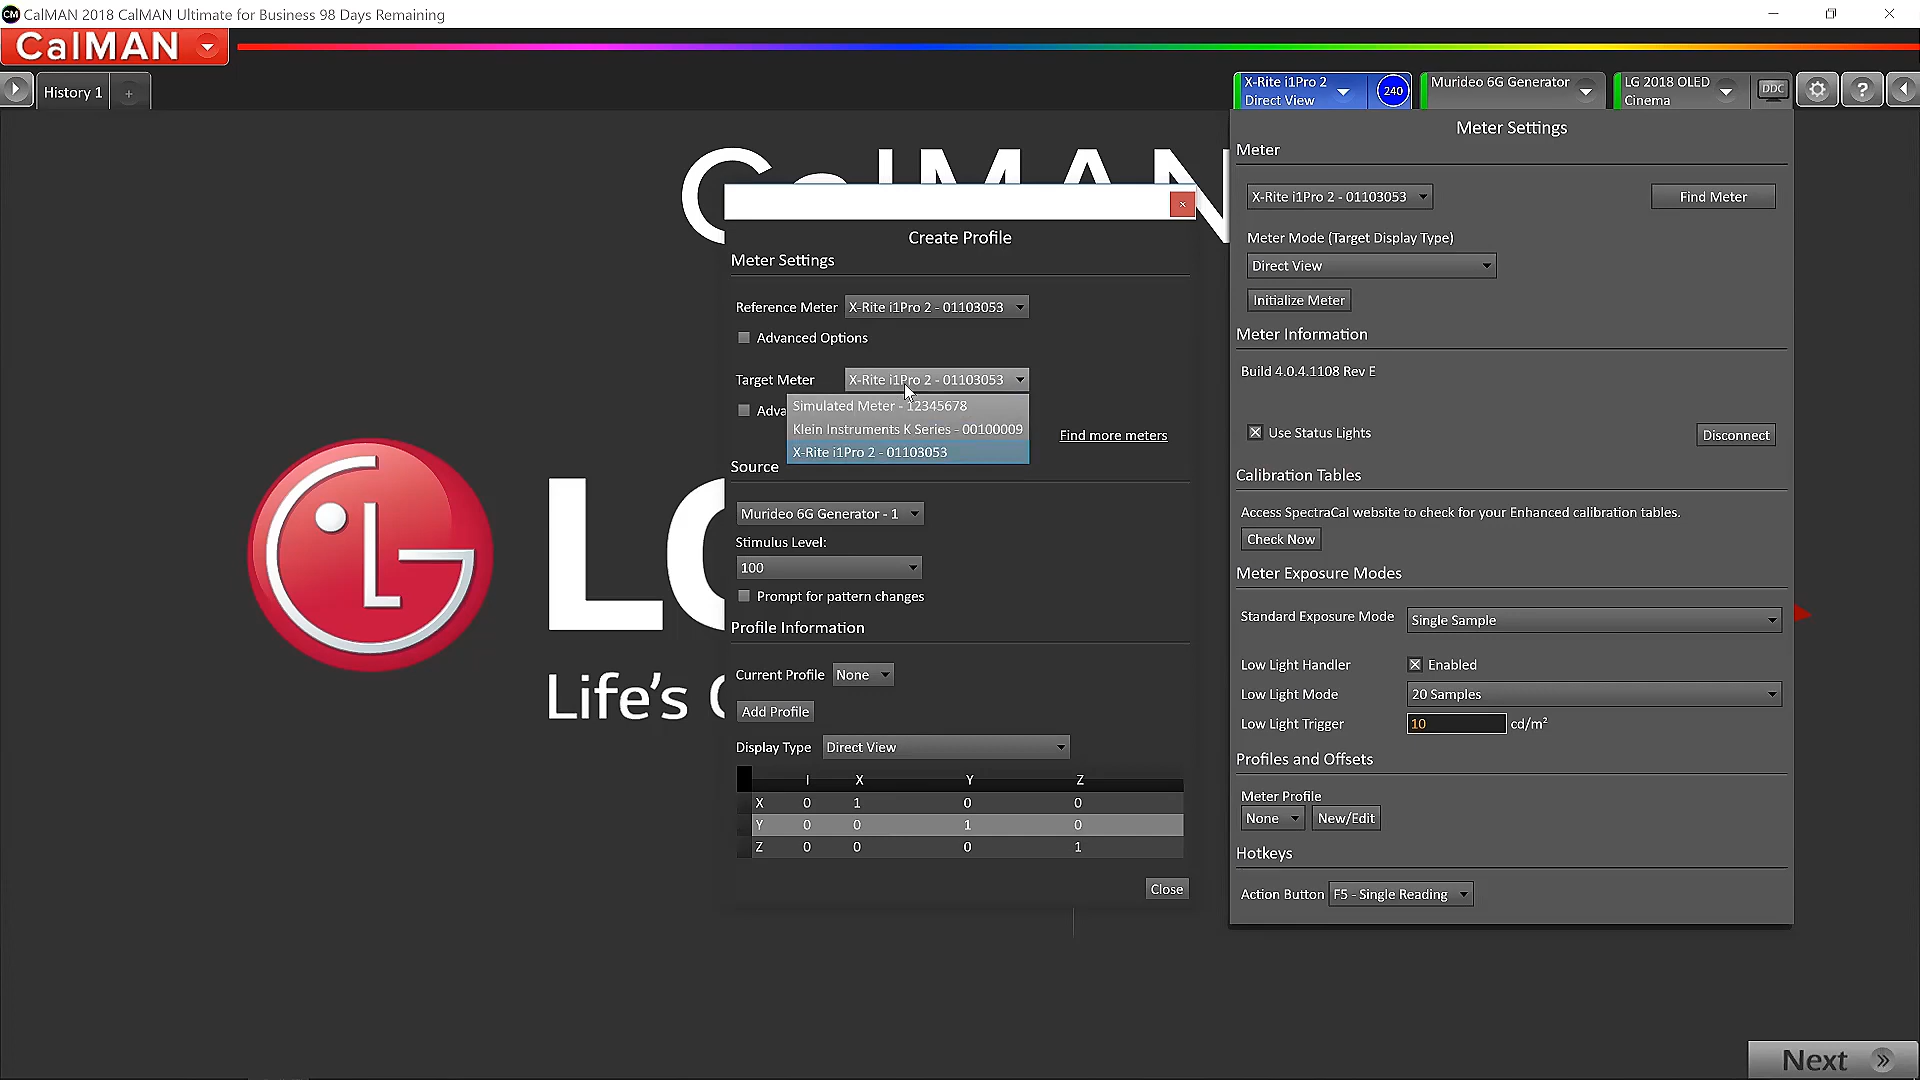 CalMAN 2018 CalMAN Ultimate for Business 98 Days Remaining
CalMAN
History 1
+
X-Rite i1Pro 2
Direct View
240
Murideo 6G Generator
LG 2018 OLED
Cinema
DDC
?
CalMAN
LG
Life's
Create Profile
Meter Settings
Reference Meter X-Rite i1Pro 2 - 01103053
Advanced Options
Target Meter X-Rite i1Pro 2 - 01103053
Adva
Simulated Meter - 12345678
Klein Instruments K Series - 00100009
X-Rite i1Pro 2 - 01103053
Find more meters
Source
Murideo 6G Generator - 1
Stimulus Level:
100
Prompt for pattern changes
Profile Information
Current Profile None
Add Profile
Display Type Direct View
I X Y Z
X 0 1 0 0
Y 0 0 1 0
Z 0 0 0 1
Close
Meter Settings
Meter
X-Rite i1Pro 2 - 01103053
Find Meter
Meter Mode (Target Display Type)
Direct View
Initialize Meter
Meter Information
Build 4.0.4.1108 Rev E
Use Status Lights
Disconnect
Calibration Tables
Access SpectraCal website to check for your Enhanced calibration tables.
Check Now
Meter Exposure Modes
Standard Exposure Mode Single Sample
Low Light Handler Enabled
Low Light Mode 20 Samples
Low Light Trigger 10 cd/m²
Profiles and Offsets
Meter Profile
None New/Edit
Hotkeys
Action Button F5 - Single Reading
Next »